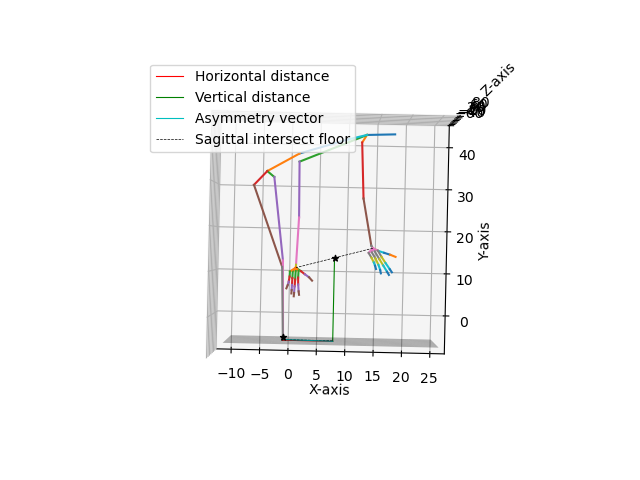 Horizontal distance
Vertical distance
Asymmetry vector
Sagittal intersect floor
Z-axis
40
30
20
10
0
Y-axis
−10 −5 0 5 10 15 20 25
X-axis